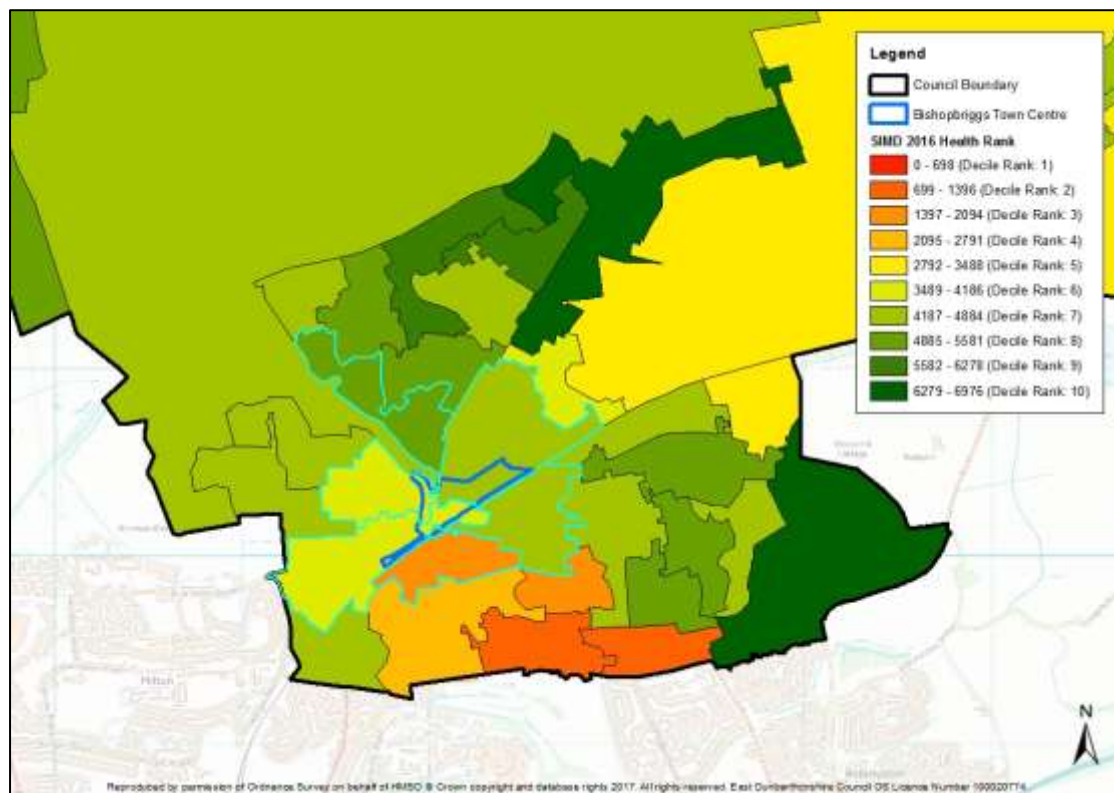 Legend
Council Boundary
Bishopbriggs Town Centre
SIMD 2016 Health Rank
0 - 698 (Decile Rank: 1)
699 - 1396 (Decile Rank: 2)
1397 - 2094 (Decile Rank: 3)
2095 - 2791 (Decile Rank: 4)
2792 - 3488 (Decile Rank: 5)
3489 - 4186 (Decile Rank: 6)
4187 - 4884 (Decile Rank: 7)
4885 - 5581 (Decile Rank: 8)
5582 - 6278 (Decile Rank: 9)
6279 - 6976 (Decile Rank: 10)
Hilton
N
Reproduced by permission of Ordnance Survey on behalf of HMSO © Crown copyright and database rights 2017. All rights reserved. East Dunbartonshire Council OS Licence Number 100020774